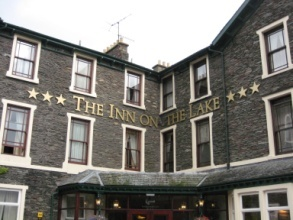 THE INN ON THE LAKE